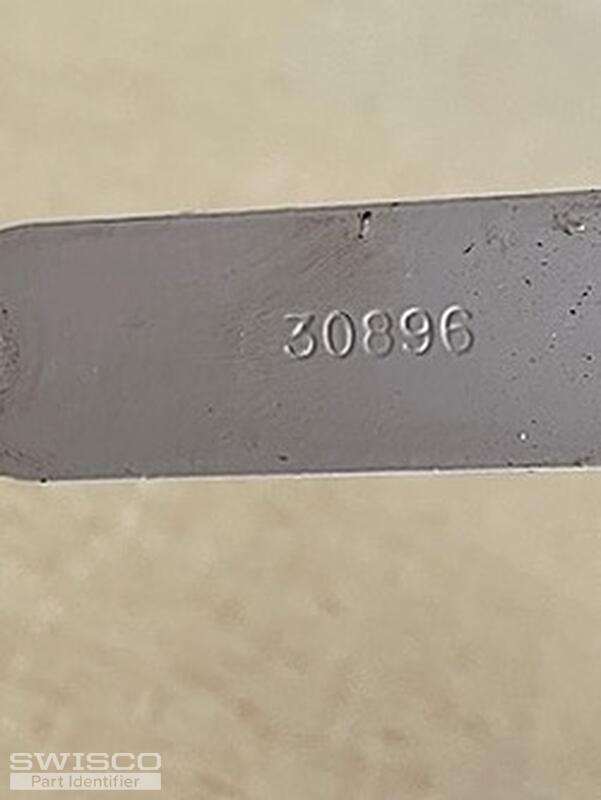 30896
SWISCO
Part Identifier